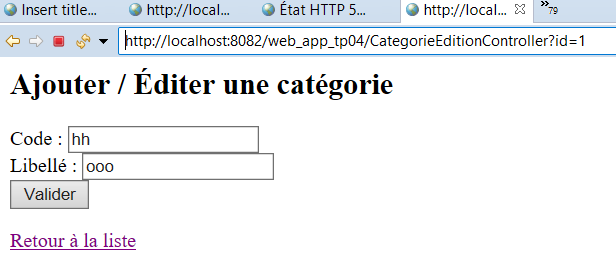 Insert title...
http://local...
État HTTP 5...
http://local...
»79
http://localhost:8082/web_app_tp04/CategorieEditionController?id=1
Ajouter / Éditer une catégorie
Code : hh
Libellé : ooo
Valider
Retour à la liste